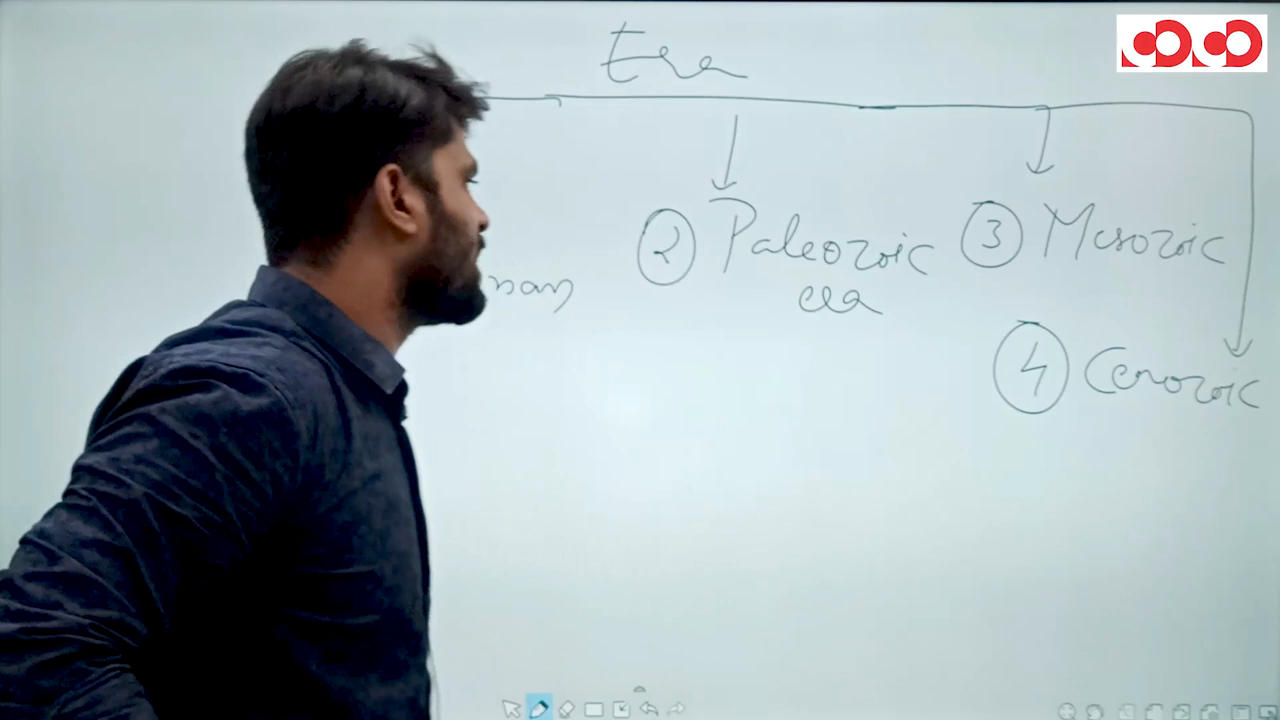 Era
② Paleozoic
era
③ Mesozoic
④ Cenozoic